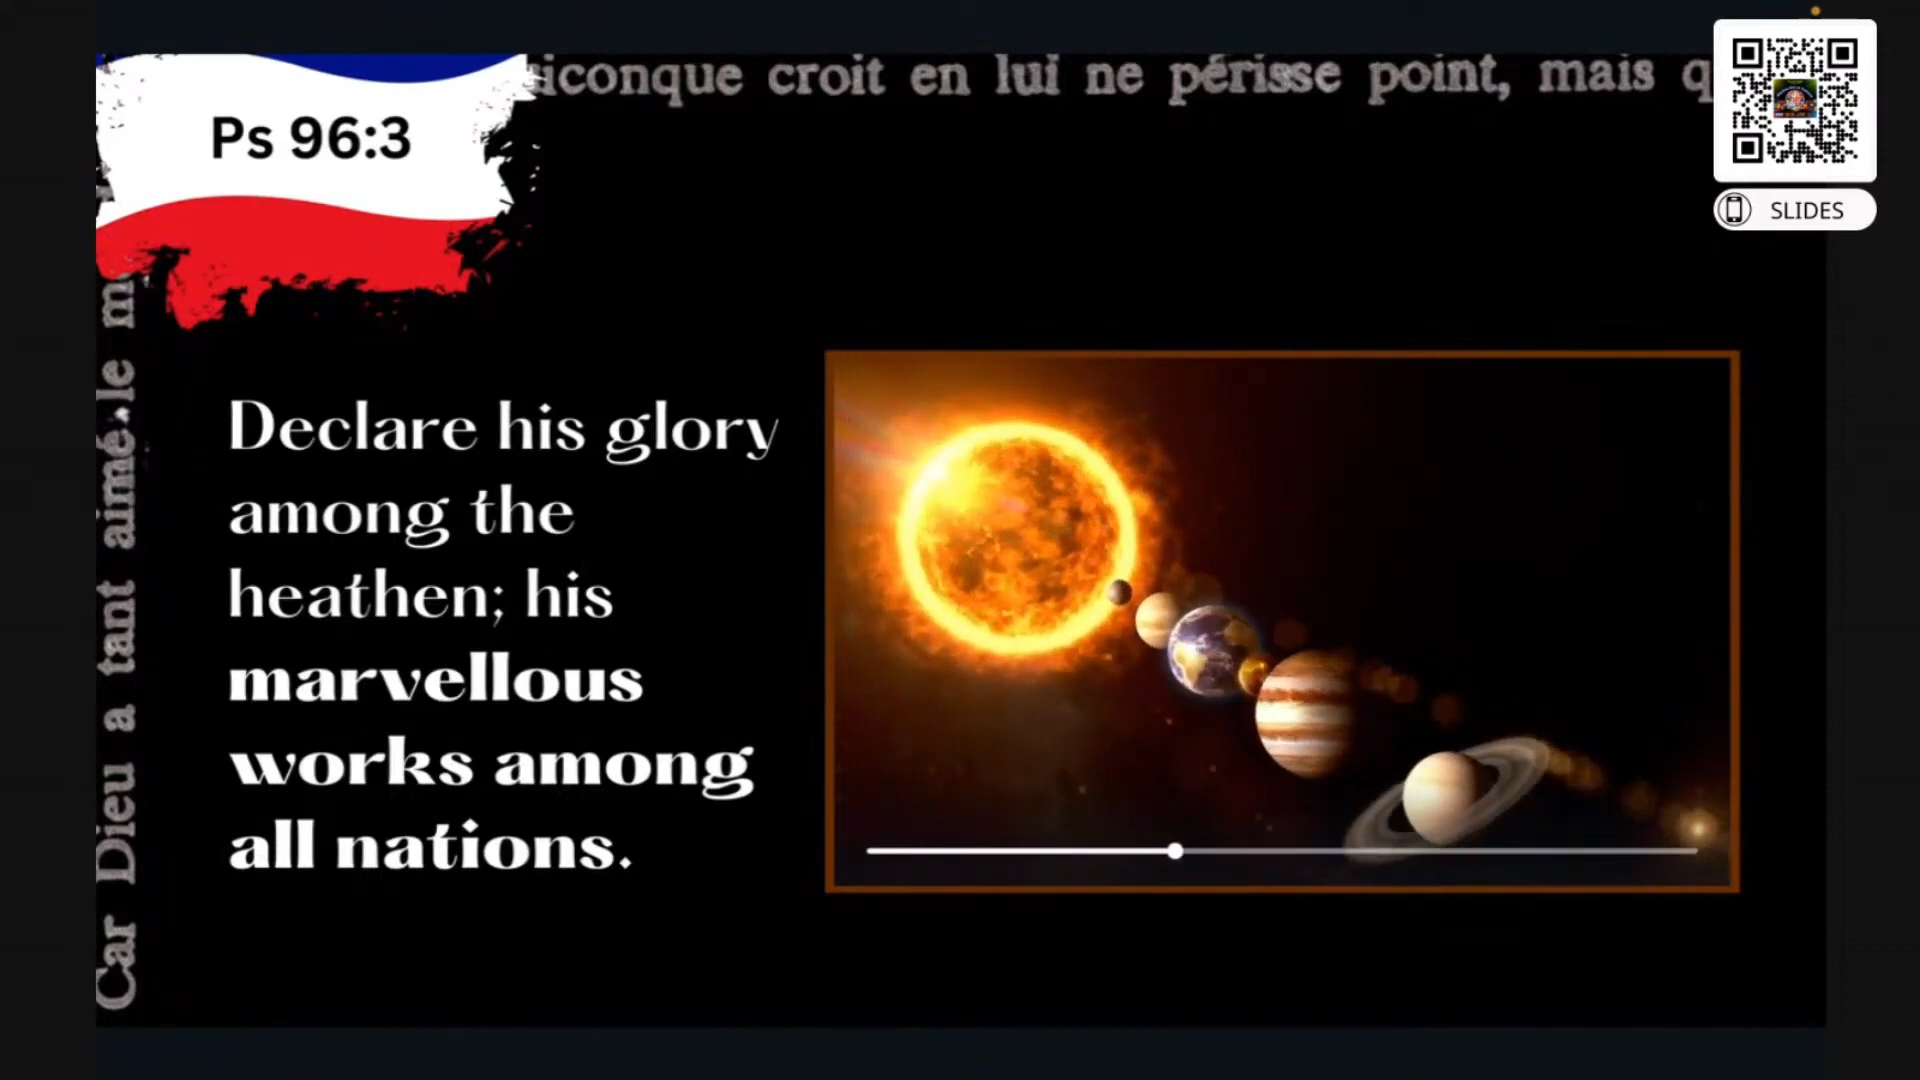 croit en lui ne périsse point, mais
Ps 96:3
SLIDES
Declare his glory
among the
heathen; his
marvellous
works among
all nations.
Car Dieu a tant aimé le